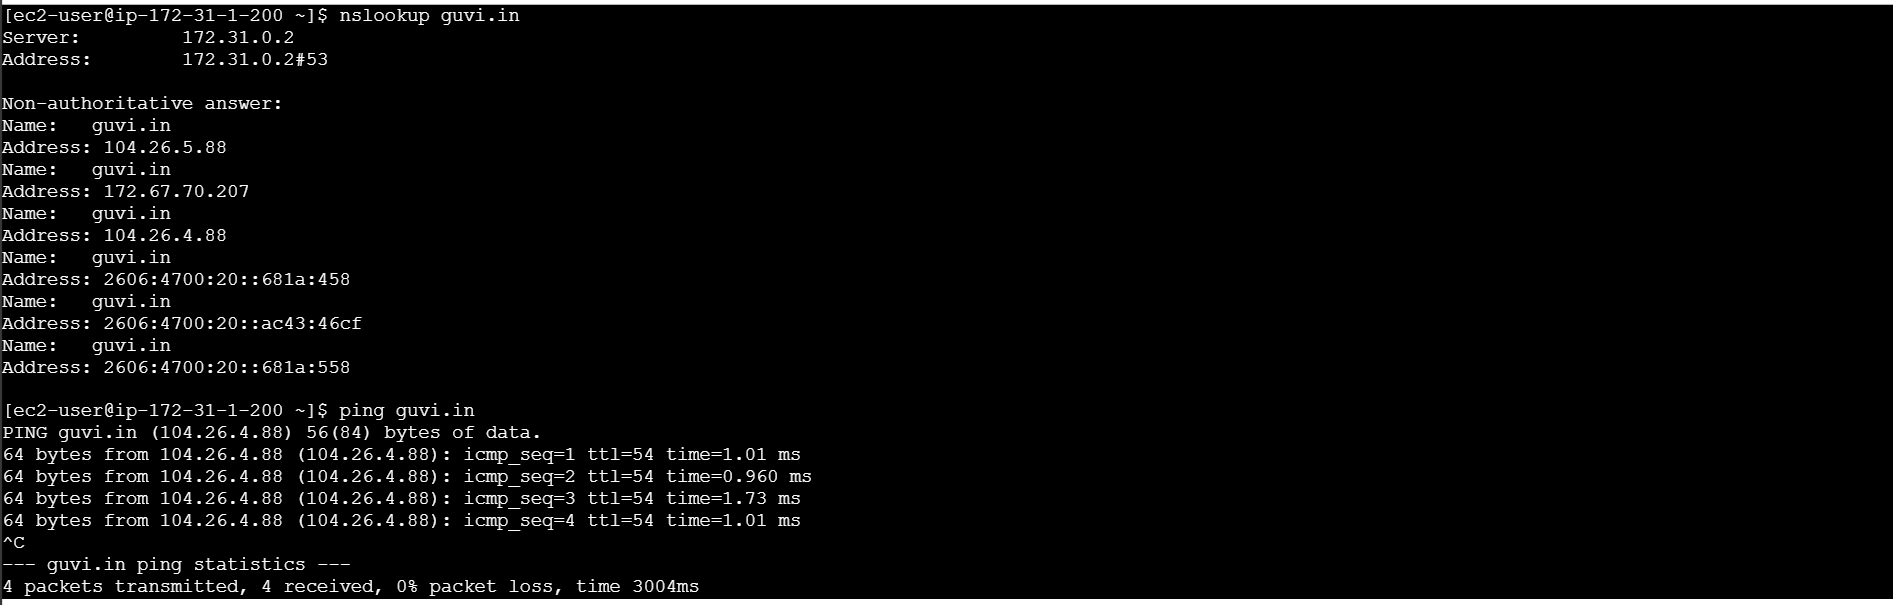 [ec2-user@ip-172-31-1-200 ~]$ nslookup guvi.in
Server:         172.31.0.2
Address:        172.31.0.2#53

Non-authoritative answer:
Name:   guvi.in
Address: 104.26.5.88
Name:   guvi.in
Address: 172.67.70.207
Name:   guvi.in
Address: 104.26.4.88
Name:   guvi.in
Address: 2606:4700:20::681a:458
Name:   guvi.in
Address: 2606:4700:20::ac43:46cf
Name:   guvi.in
Address: 2606:4700:20::681a:558

[ec2-user@ip-172-31-1-200 ~]$ ping guvi.in
PING guvi.in (104.26.4.88) 56(84) bytes of data.
64 bytes from 104.26.4.88 (104.26.4.88): icmp_seq=1 ttl=54 time=1.01 ms
64 bytes from 104.26.4.88 (104.26.4.88): icmp_seq=2 ttl=54 time=0.960 ms
64 bytes from 104.26.4.88 (104.26.4.88): icmp_seq=3 ttl=54 time=1.73 ms
64 bytes from 104.26.4.88 (104.26.4.88): icmp_seq=4 ttl=54 time=1.01 ms
^C
--- guvi.in ping statistics ---
4 packets transmitted, 4 received, 0% packet loss, time 3004ms